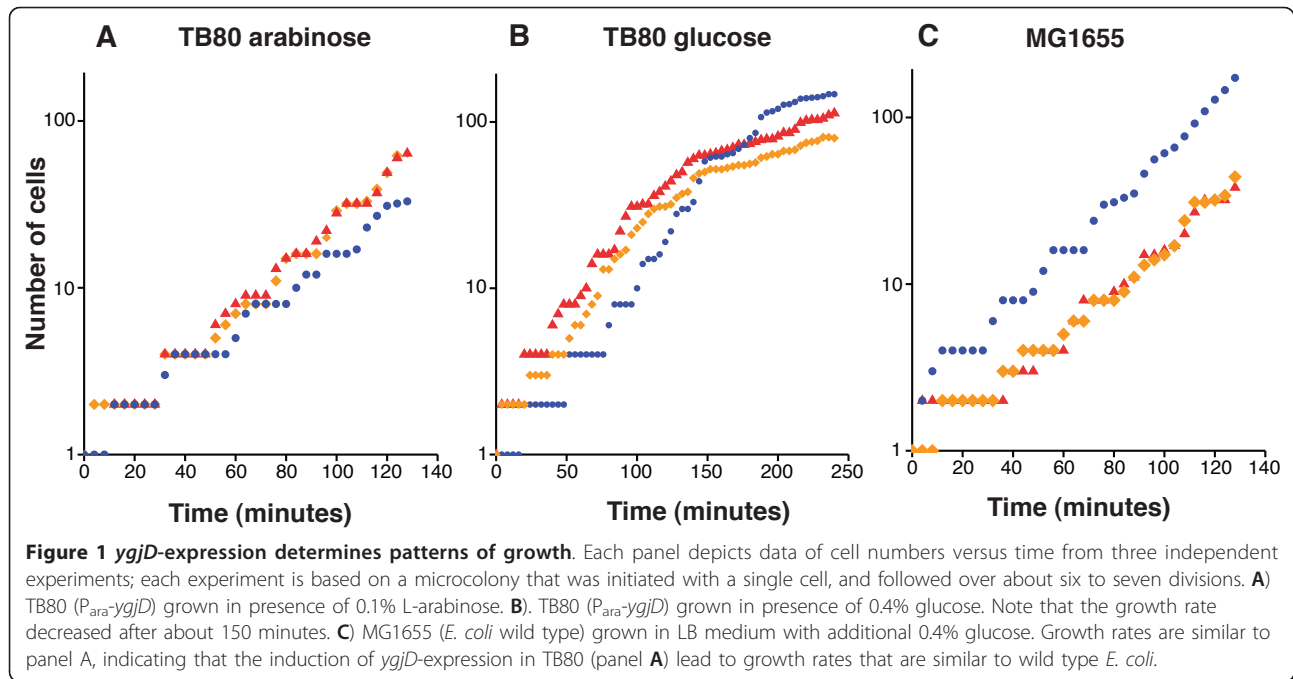 A TB80 arabinose
B TB80 glucose
C MG1655
Number of cells
100
10
1
0 20 40 60 80 100 120 140
Time (minutes)
100
10
1
0 50 100 150 200 250
Time (minutes)
100
10
1
0 20 40 60 80 100 120 140
Time (minutes)
Figure 1 ygjD-expression determines patterns of growth. Each panel depicts data of cell numbers versus time from three independent
experiments; each experiment is based on a microcolony that was initiated with a single cell, and followed over about six to seven divisions. A)
TB80 (Para-ygjD) grown in presence of 0.1% L-arabinose. B). TB80 (Para-ygjD) grown in presence of 0.4% glucose. Note that the growth rate
decreased after about 150 minutes. C) MG1655 (E. coli wild type) grown in LB medium with additional 0.4% glucose. Growth rates are similar to
panel A, indicating that the induction of ygjD-expression in TB80 (panel A) lead to growth rates that are similar to wild type E. coli.